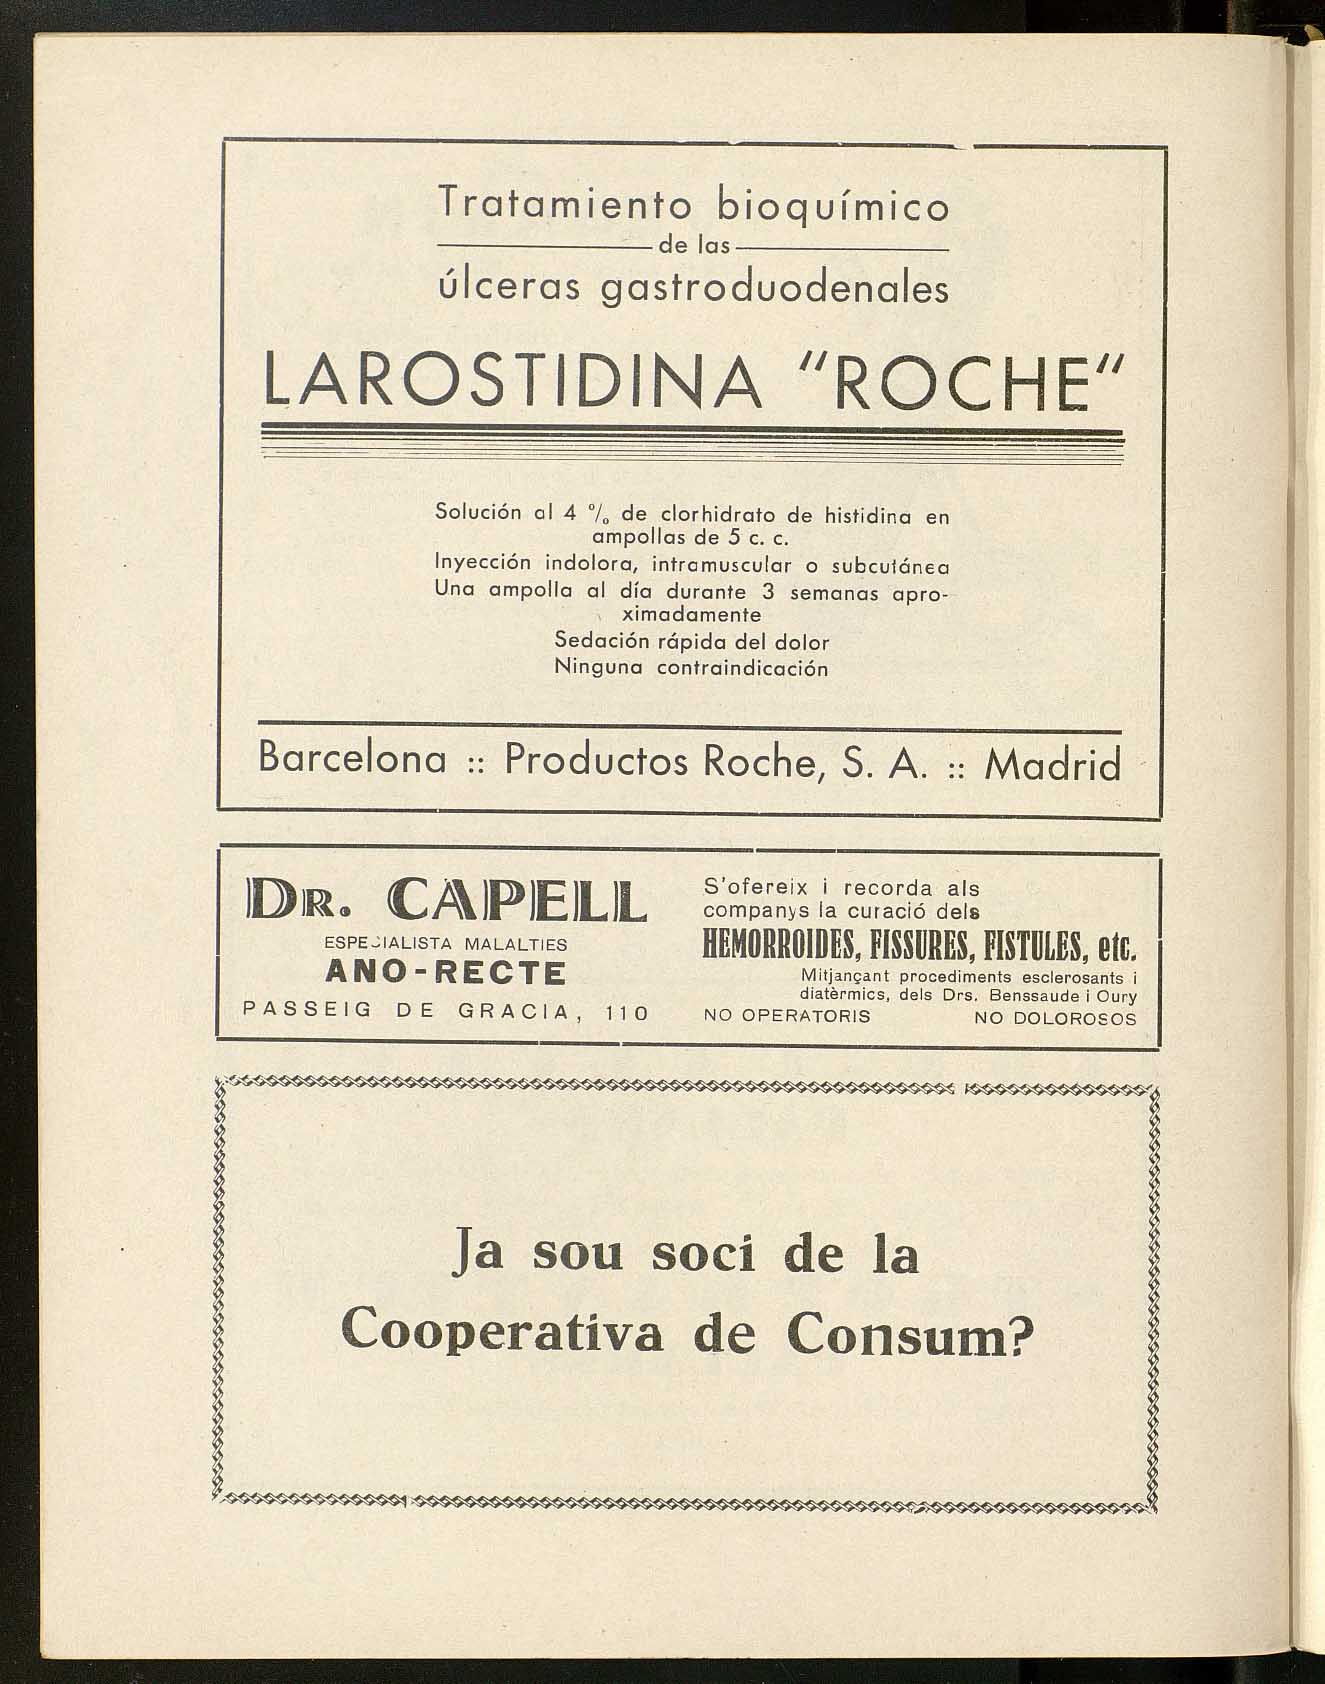 Tratamiento bioquímico
de las
úlceras gastroduodenales
LAROSTIDINA "ROCHE"
Solución al 4 % de clorhidrato de histidina en
ampollas de 5 c. c.
Inyección indolora, intramuscular o subcutánea
Una ampolla al día durante 3 semanas apro-
ximadamente
Sedación rápida del dolor
Ninguna contraindicación
Barcelona :: Productos Roche, S. A. :: Madrid
DR. CAPELL
ESPECIALISTA MALALTIES
ANO-RECTE
PASSEIG DE GRACIA, 110
S'ofereix i recorda als
companys la curació dels
HEMORROIDES, FISSURES, FISTULES, etc.
Mitjançant procediments esclerosants i
diatèrmics, dels Drs. Benssaude i Oury
NO OPERATORIS NO DOLOROSOS
Ja sou soci de la
Cooperativa de Consum?